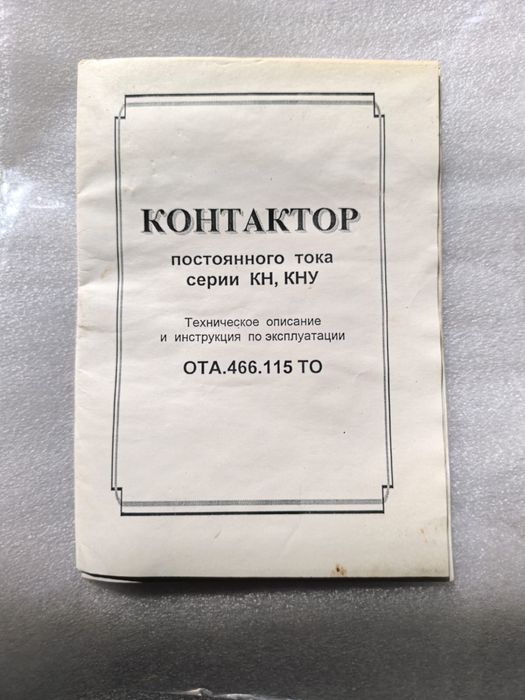 КОНТАКТОР
постоянного тока
серии КН, КНУ
Техническое описание
и инструкция по эксплуатации
ОТА.466.115 ТО